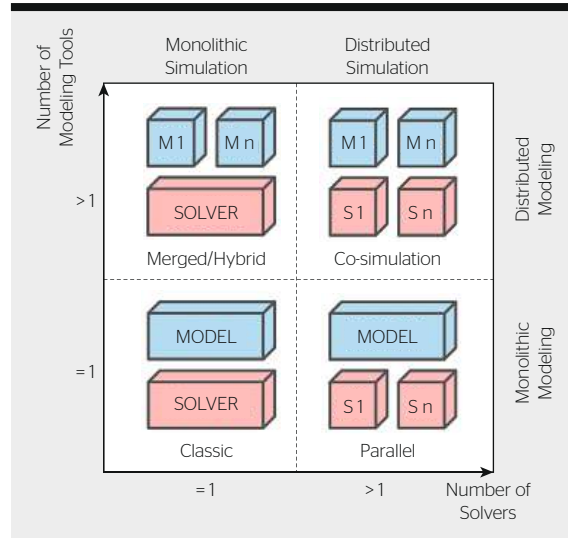 Monolithic Simulation
Distributed Simulation
Number of Modeling Tools
M 1
M n
M 1
M n
>1
SOLVER
S 1
S n
Merged/Hybrid
Co-simulation
Distributed Modeling
MODEL
MODEL
=1
SOLVER
S 1
S n
Classic
Parallel
Monolithic Modeling
=1
>1
Number of Solvers